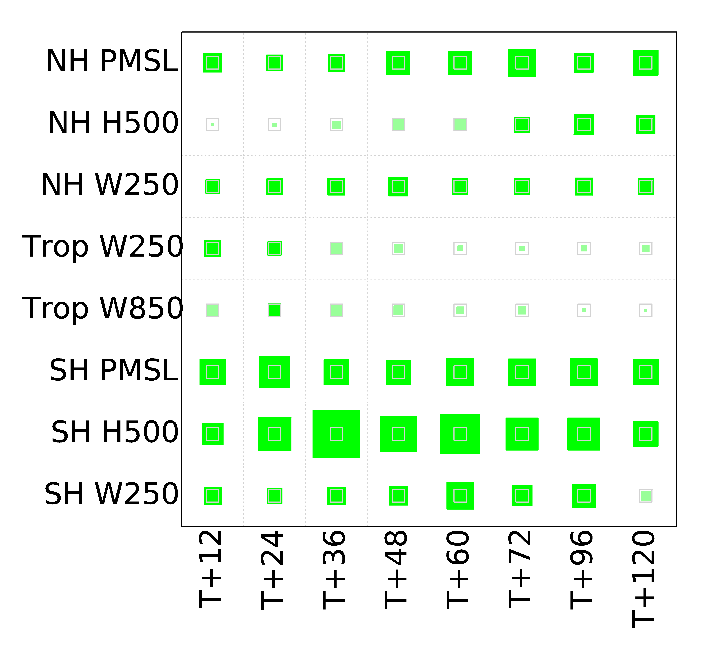 NH PMSL
NH H500
NH W250
Trop W250
Trop W850
SH PMSL
SH H500
SH W250
T+12
T+24
T+36
T+48
T+60
T+72
T+96
T+120